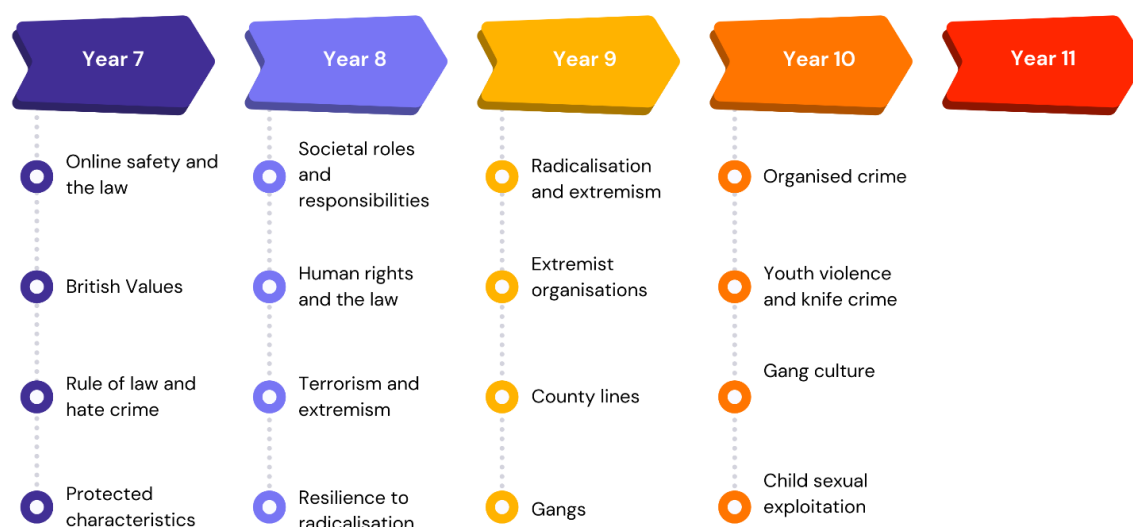 Year 7
Year 8
Year 9
Year 10
Year 11
Online safety and
the law
British Values
Rule of law and
hate crime
Protected
characteristics
Societal roles
and
responsibilities
Human rights
and the law
Terrorism and
extremism
Resilience to
radicalisation
Radicalisation
and extremism
Extremist
organisations
County lines
Gangs
Organised crime
Youth violence
and knife crime
Gang culture
Child sexual
exploitation